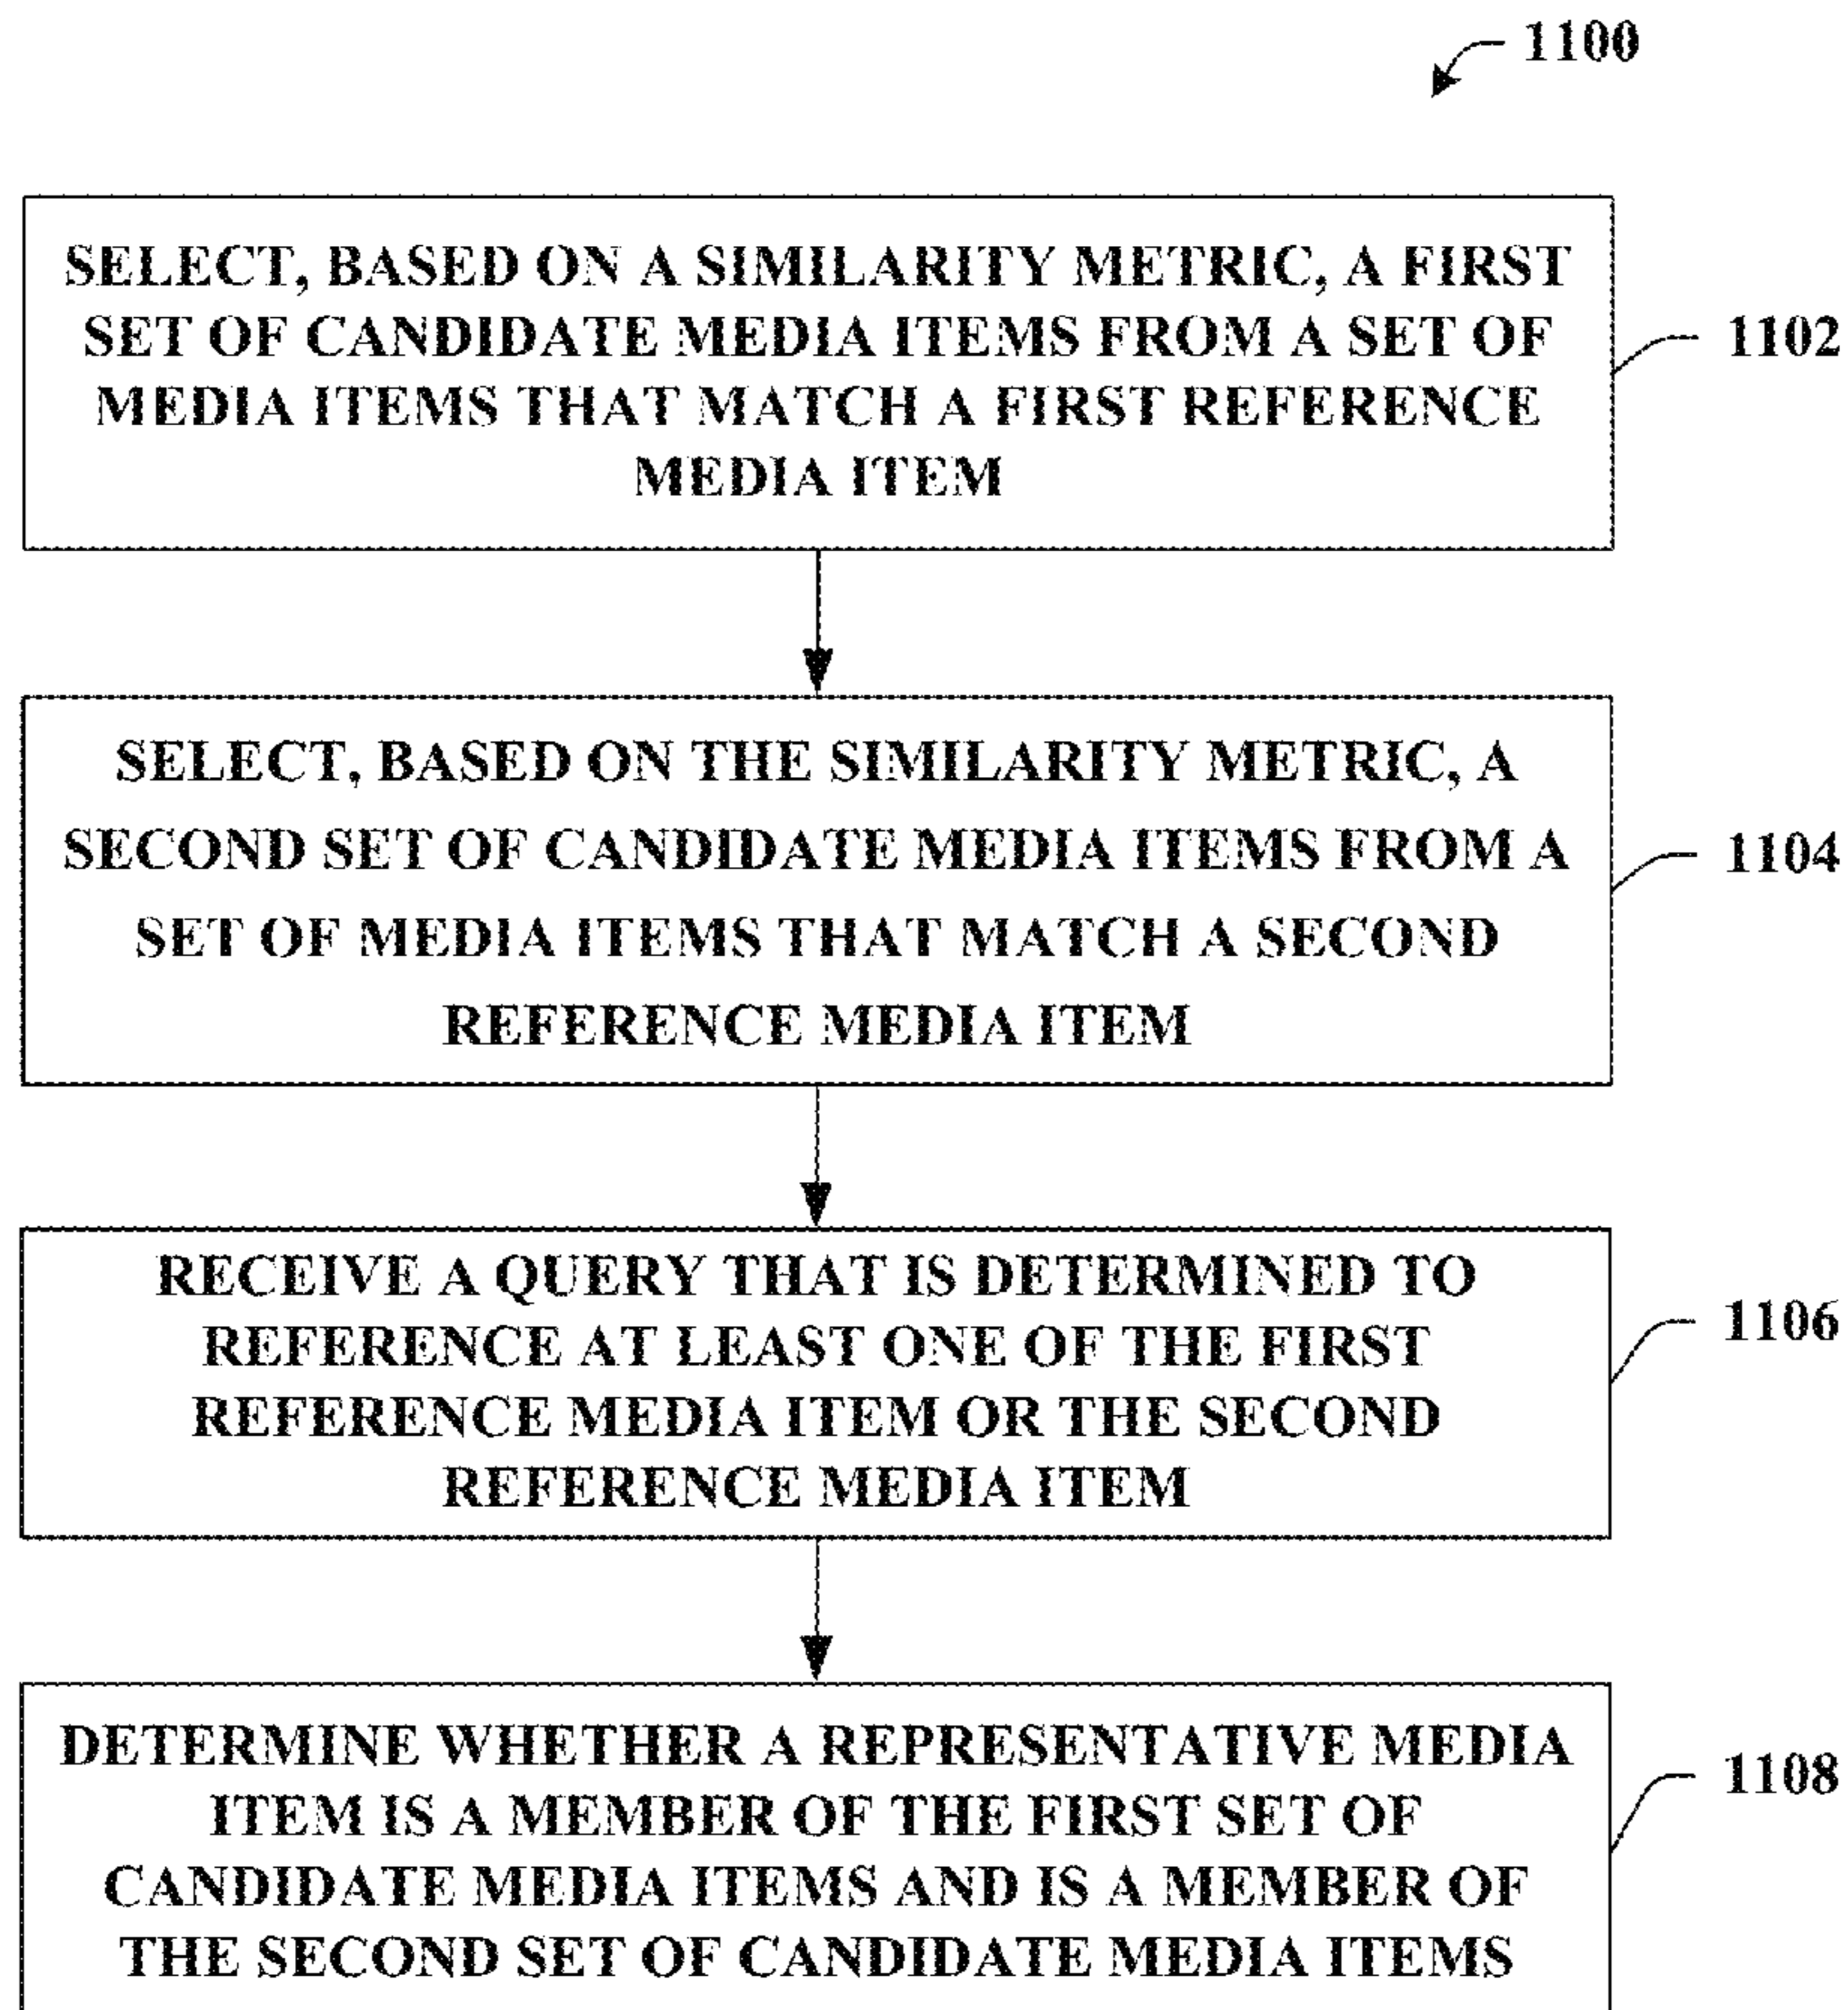 1100
SELECT, BASED ON A SIMILARITY METRIC, A FIRST
SET OF CANDIDATE MEDIA ITEMS FROM A SET OF
MEDIA ITEMS THAT MATCH A FIRST REFERENCE
MEDIA ITEM
1102
SELECT, BASED ON THE SIMILARITY METRIC, A
SECOND SET OF CANDIDATE MEDIA ITEMS FROM A
SET OF MEDIA ITEMS THAT MATCH A SECOND
REFERENCE MEDIA ITEM
1104
RECEIVE A QUERY THAT IS DETERMINED TO
REFERENCE AT LEAST ONE OF THE FIRST
REFERENCE MEDIA ITEM OR THE SECOND
REFERENCE MEDIA ITEM
1106
DETERMINE WHETHER A REPRESENTATIVE MEDIA
ITEM IS A MEMBER OF THE FIRST SET OF
CANDIDATE MEDIA ITEMS AND IS A MEMBER OF
THE SECOND SET OF CANDIDATE MEDIA ITEMS
1108